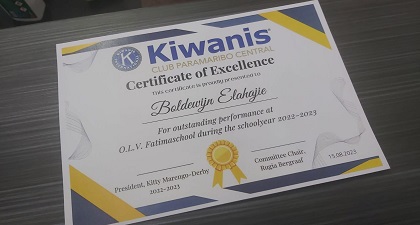 Kiwanis
CLUB PARAMARIBO CENTRAL
Certificate of Excellence
This certificate is proudly presented to
Boldewijn Elahajie
For outstanding performance at
O.L.V. Fatimaschool during the schoolyear 2022-2023
President, Kitty Marengo-Derby
2022-2023
Committee Chair,
Rugia Bergraaf
15.08.2023